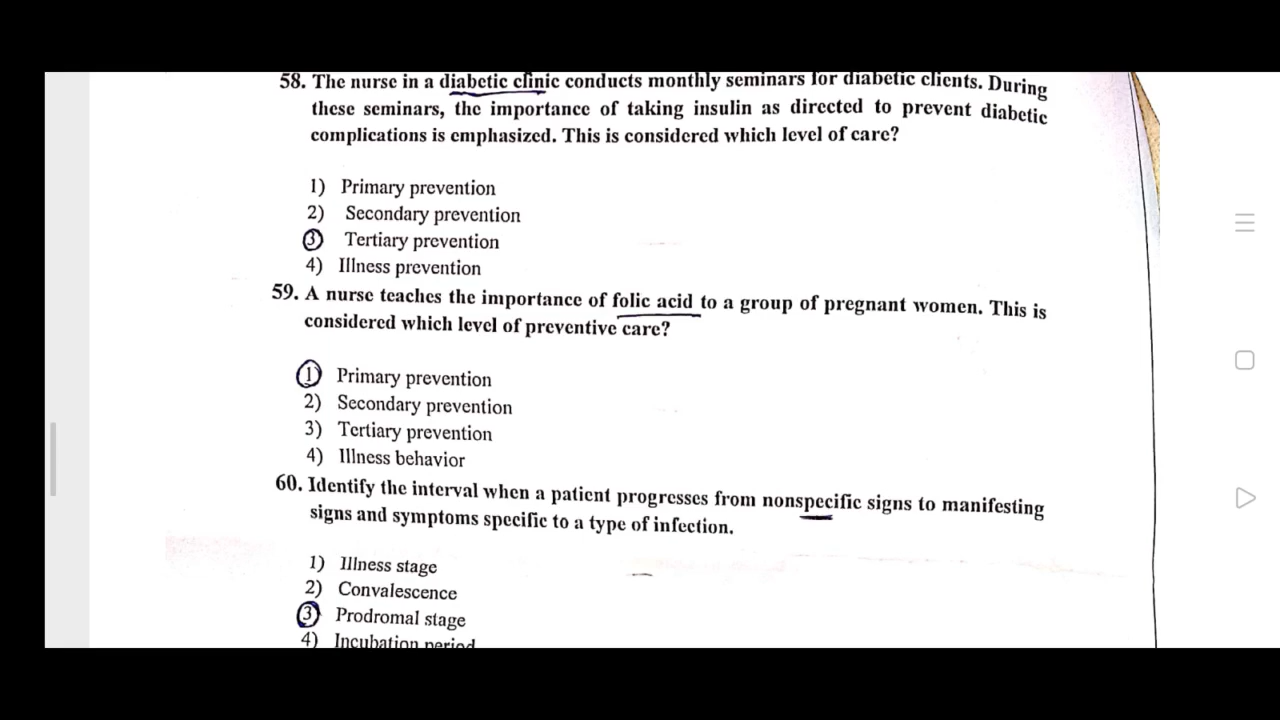 58. The nurse in a diabetic clinic conducts monthly seminars for diabetic clients. During
these seminars, the importance of taking insulin as directed to prevent diabetic
complications is emphasized. This is considered which level of care?
1) Primary prevention
2) Secondary prevention
3) Tertiary prevention
4) Illness prevention
59. A nurse teaches the importance of folic acid to a group of pregnant women. This is
considered which level of preventive care?
1) Primary prevention
2) Secondary prevention
3) Tertiary prevention
4) Illness behavior
60. Identify the interval when a patient progresses from nonspecific signs to manifesting
signs and symptoms specific to a type of infection.
1) Illness stage
2) Convalescence
3) Prodromal stage
4) Incubation period